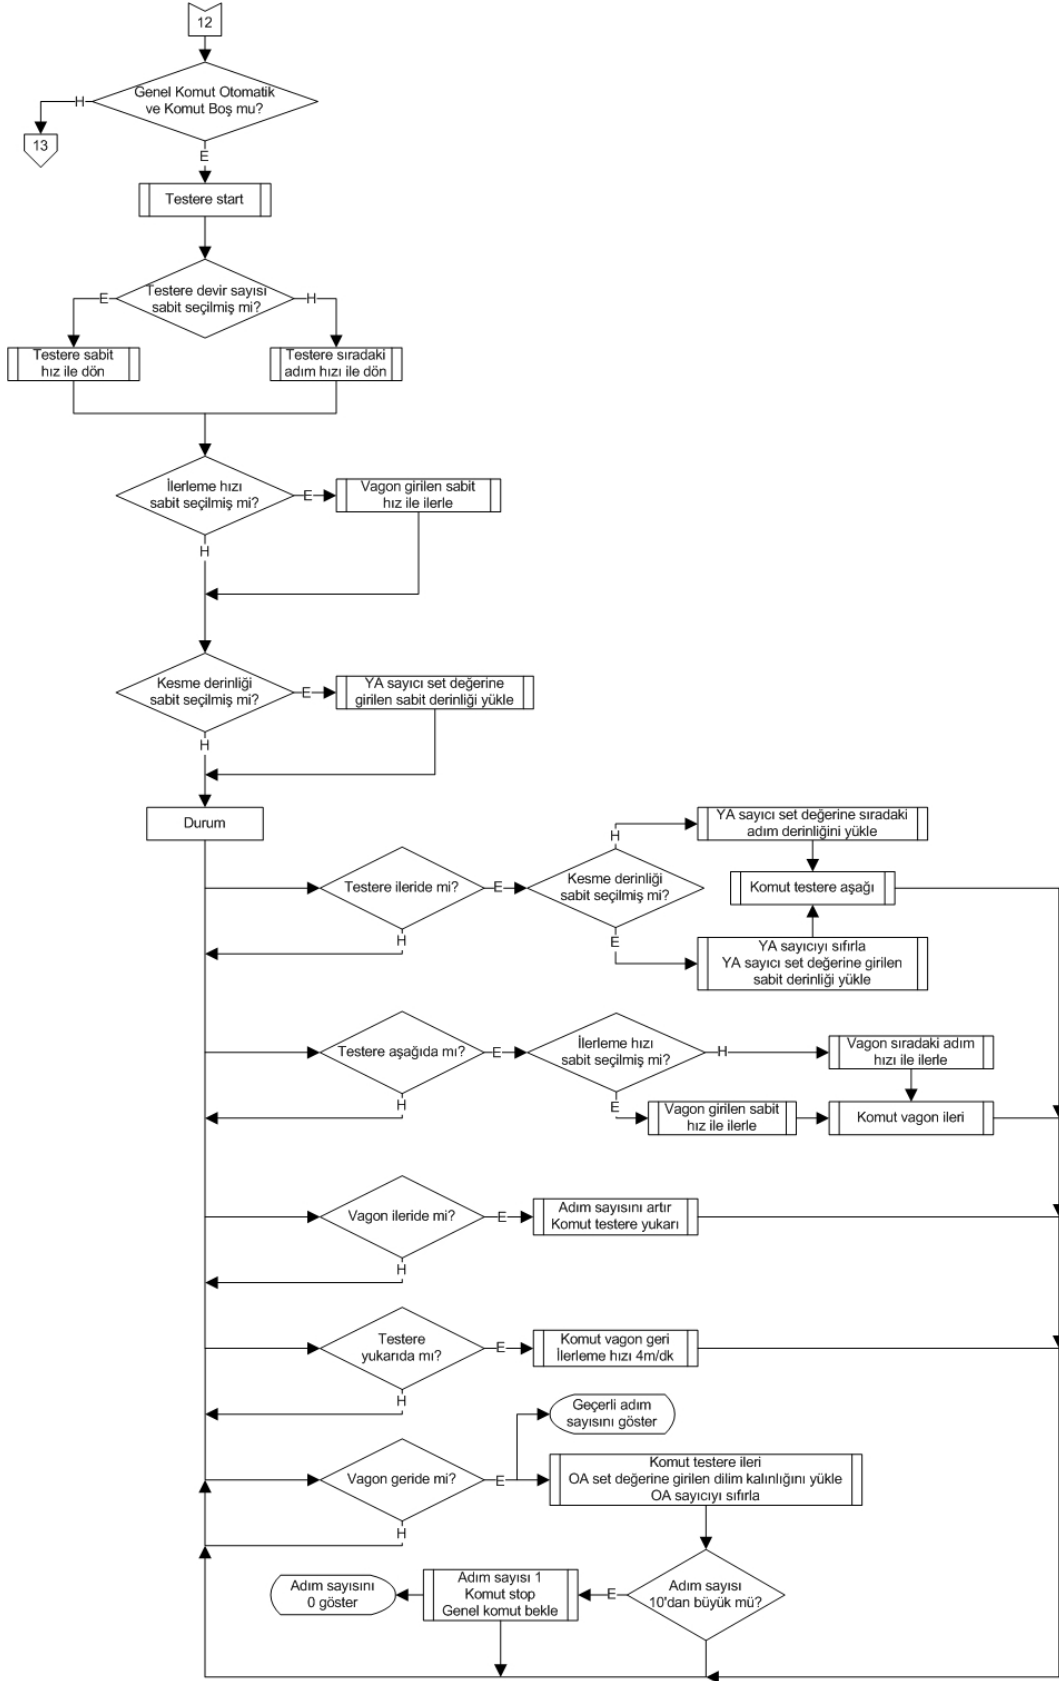 12
Genel Komut Otomatik
ve Komut Boş mu?
H
13
E
Testere start
Testere devir sayısı
sabit seçilmiş mi?
E
H
Testere sabit
hız ile dön
Testere sıradaki
adım hızı ile dön
İlerleme hızı
sabit seçilmiş mi?
E
Vagon girilen sabit
hız ile ilerle
H
Kesme derinliği
sabit seçilmiş mi?
E
YA sayıcı set değerine
girilen sabit derinliği yükle
H
Durum
YA sayıcı set değerine sıradaki
adım derinliğini yükle
H
Testere ileride mi?
E
Kesme derinliği
sabit seçilmiş mi?
Komut testere aşağı
H
E
YA sayıcıyı sıfırla
YA sayıcı set değerine girilen
sabit derinliği yükle
Testere aşağıda mı?
E
İlerleme hızı
sabit seçilmiş mi?
H
Vagon sıradaki adım
hızı ile ilerle
H
E
Vagon girilen sabit
hız ile ilerle
Komut vagon ileri
Vagon ileride mi?
E
Adım sayısını artır
Komut testere yukarı
H
Testere
yukarıda mı?
E
Komut vagon geri
İlerleme hızı 4m/dk
H
Geçerli adım
sayısını göster
Vagon geride mi?
E
Komut testere ileri
OA set değerine girilen dilim kalınlığını yükle
OA sayıcıyı sıfırla
H
Adım sayısını
0 göster
Adım sayısı 1
Komut stop
Genel komut bekle
E
Adım sayısı
10'dan büyük mü?